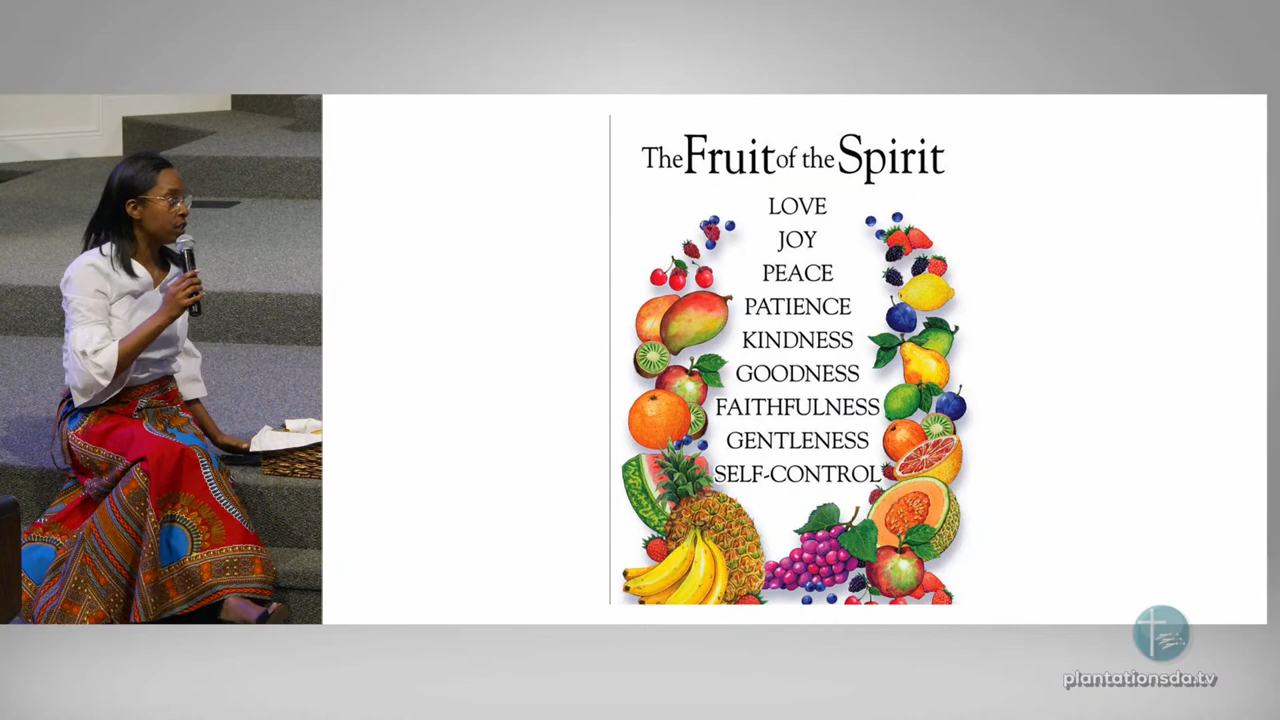 The Fruit of the Spirit
LOVE
JOY
PEACE
PATIENCE
KINDNESS
GOODNESS
FAITHFULNESS
GENTLENESS
SELF-CONTROL
plantationsda.tv